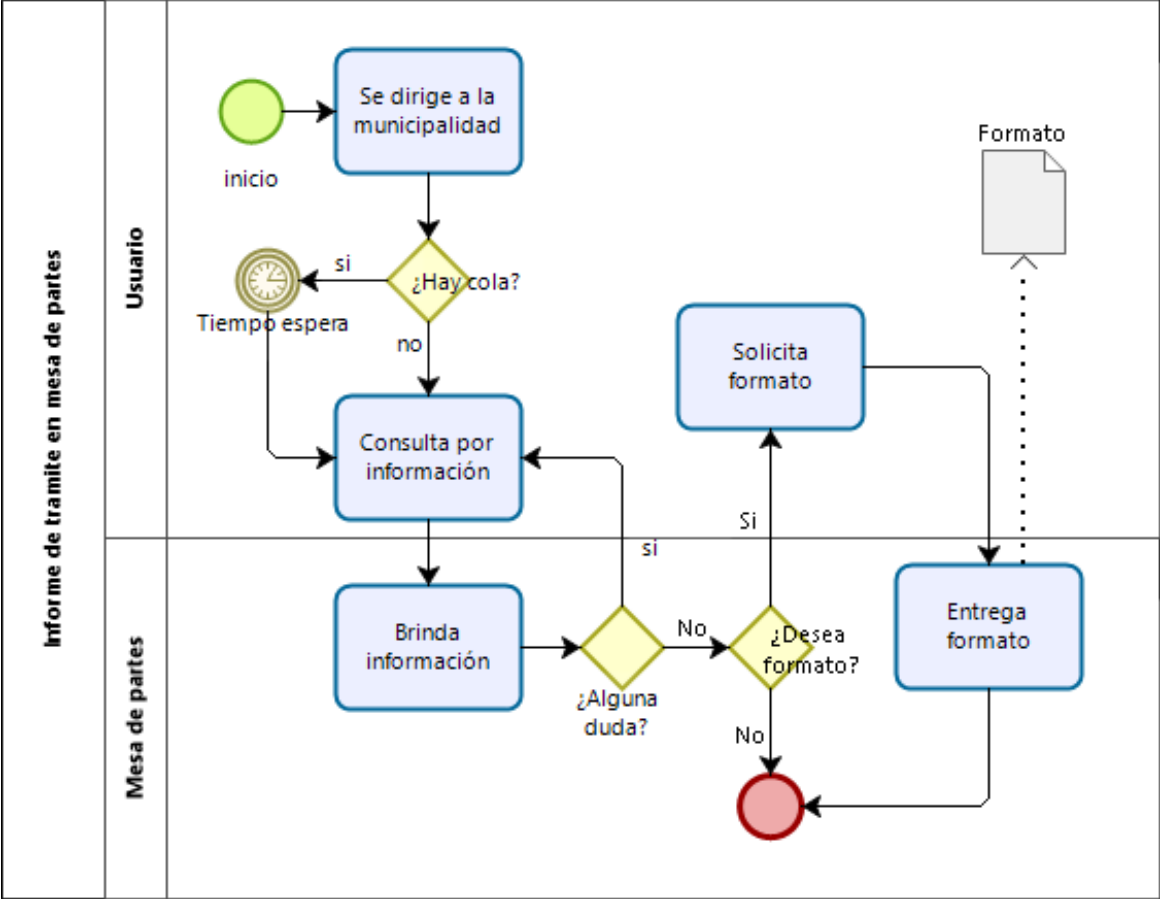 Informe de tramite en mesa de partes
Usuario
Se dirige a la
municipalidad
inicio
Formato
si
¿Hay cola?
Tiempo espera
no
Solicita
formato
Consulta por
información
Si
si
Mesa de partes
Brinda
información
No
¿Desea
formato?
Entrega
formato
¿Alguna
duda?
No